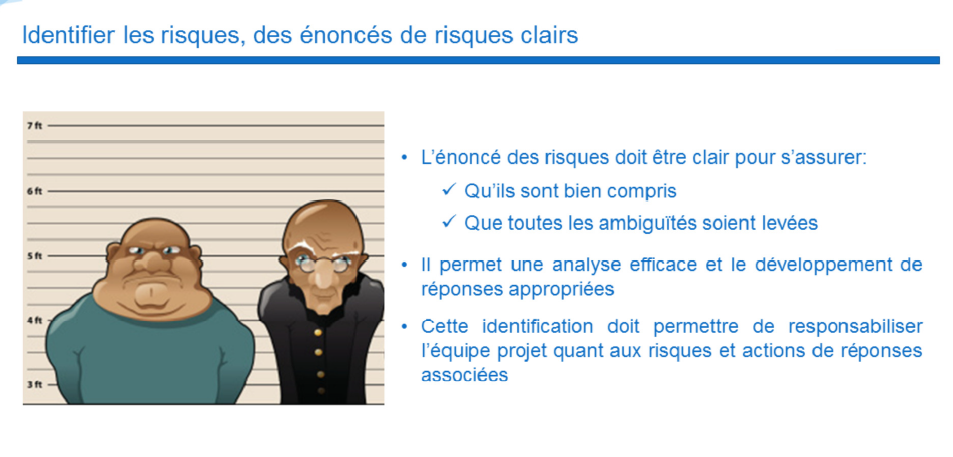 Identifier les risques, des énoncés de risques clairs
7 ft
6 ft
5 ft
4 ft
3 ft
• L’énoncé des risques doit être clair pour s’assurer:
✓ Qu’ils sont bien compris
✓ Que toutes les ambiguïtés soient levées
• Il permet une analyse efficace et le développement de
réponses appropriées
• Cette identification doit permettre de responsabiliser
l’équipe projet quant aux risques et actions de réponses
associées